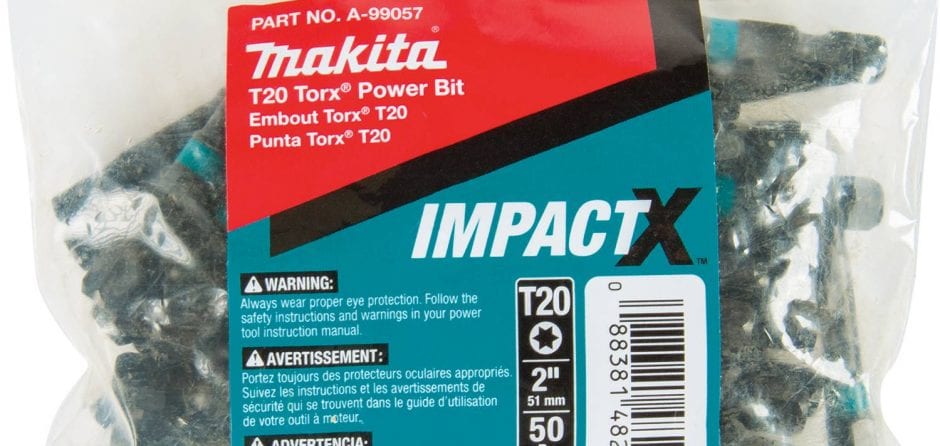 PART NO. A-99057
Makita®
T20 Torx® Power Bit
Embout Torx® T20
Punta Torx® T20
IMPACTX™
WARNING:
Always wear proper eye protection. Follow the
safety instructions and warnings in your power
tool instruction manual.
AVERTISSEMENT:
Portez toujours des protecteurs oculaires appropriés.
Suivez les instructions et les avertissements de
sécurité qui se trouvent dans le guide d'utilisation
de votre outil à moteur.
ADVERTENCIA:
T20
2"
51 mm
50
0
88381 482